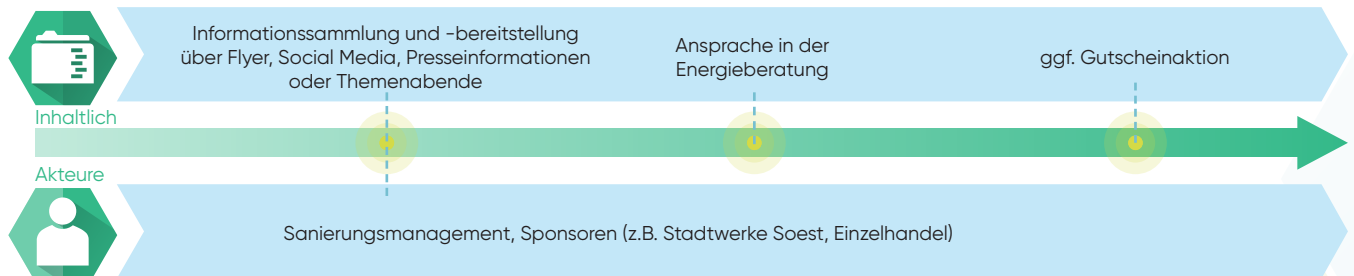 Informationssammlung und -bereitstellung
über Flyer, Social Media, Presseinformationen
oder Themenabende
Ansprache in der
Energieberatung
ggf. Gutscheinaktion
Inhaltlich
Akteure
Sanierungsmanagement, Sponsoren (z.B. Stadtwerke Soest, Einzelhandel)